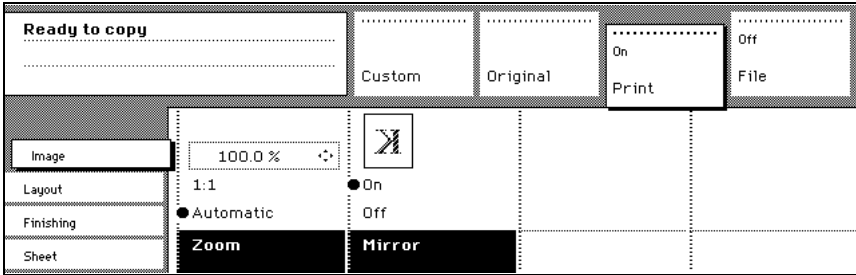 Ready to copy
Custom
Original
On
Print
Off
File
Image
Layout
Finishing
Sheet
100.0 %
1:1
Automatic
Zoom
On
Off
Mirror